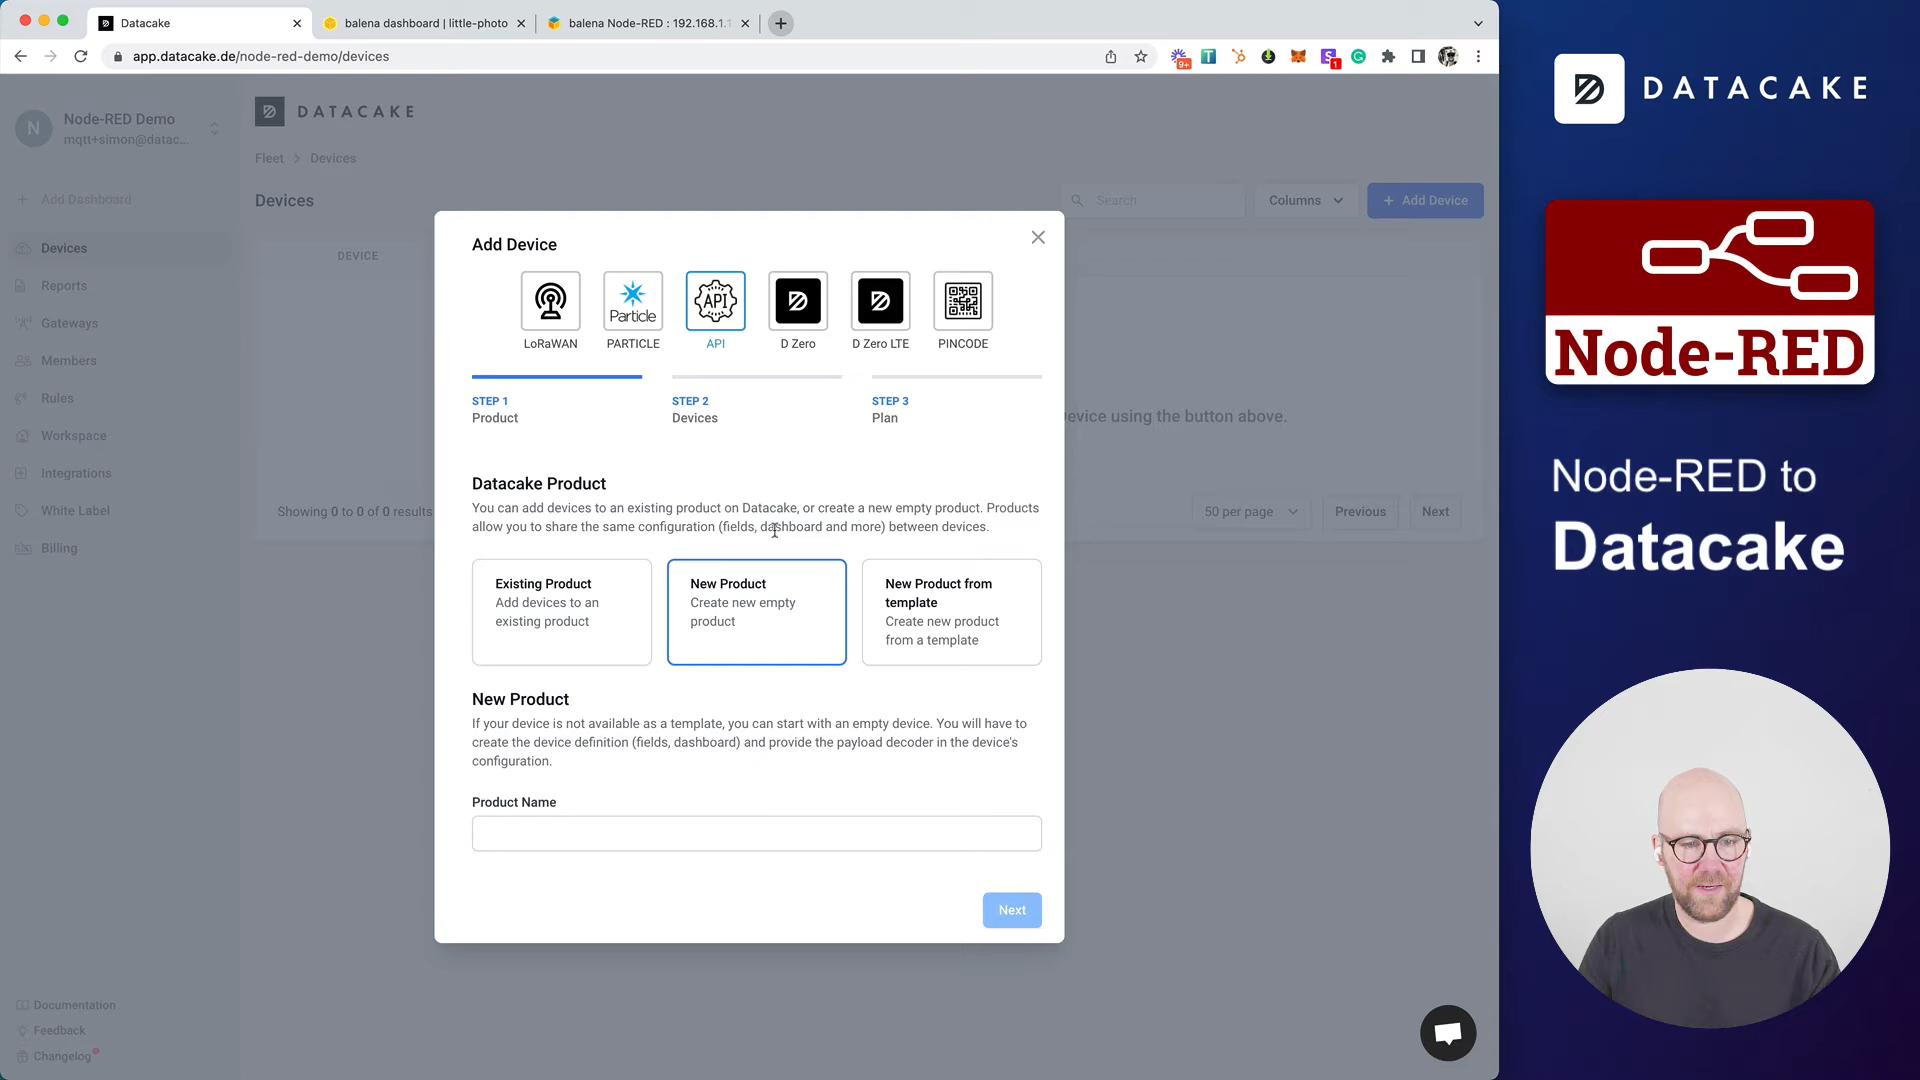 Datacake
balena dashboard | little-photo
balena Node-RED : 192.168.1.1
app.datacake.de/node-red-demo/devices
9+
T
S
1
G
N
Node-RED Demo
mqtt+simon@datac...
DATACAKE
Fleet > Devices
Add Dashboard
Devices
Search
Columns
+ Add Device
Devices
Reports
Gateways
Members
Rules
Workspace
Integrations
White Label
Billing
DEVICE
Device using the button above.
Showing 0 to 0 of 0 results
50 per page
Previous
Next
Add Device
Particle
API
LoRaWAN
PARTICLE
API
D Zero
D Zero LTE
PINCODE
STEP 1
Product
STEP 2
Devices
STEP 3
Plan
Datacake Product
You can add devices to an existing product on Datacake, or create a new empty product. Products
allow you to share the same configuration (fields, dashboard and more) between devices.
Existing Product
Add devices to an
existing product
New Product
Create new empty
product
New Product from
template
Create new product
from a template
New Product
If your device is not available as a template, you can start with an empty device. You will have to
create the device definition (fields, dashboard) and provide the payload decoder in the device's
configuration.
Product Name
Next
Documentation
Feedback
Changelog
DATACAKE
Node-RED
Node-RED to
Datacake